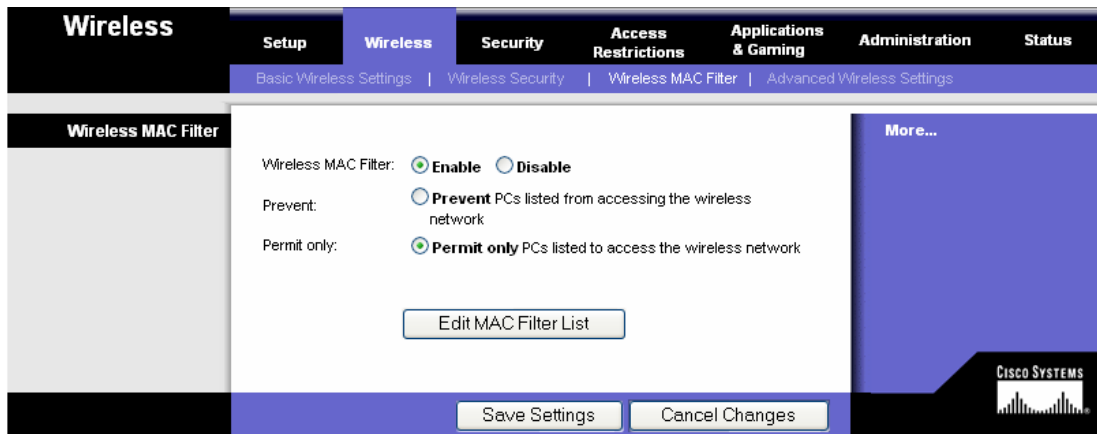 Wireless
Setup
Wireless
Security
Access
Restrictions
Applications
& Gaming
Administration
Status
Basic Wireless Settings | Wireless Security | Wireless MAC Filter | Advanced Wireless Settings
Wireless MAC Filter
More...
Wireless MAC Filter: Enable Disable
Prevent: Prevent PCs listed from accessing the wireless
network
Permit only: Permit only PCs listed to access the wireless network
Edit MAC Filter List
CISCO SYSTEMS
Save Settings
Cancel Changes